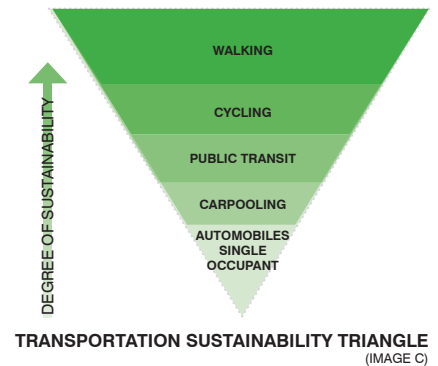 WALKING
CYCLING
PUBLIC TRANSIT
CARPOOLING
AUTOMOBILES
SINGLE
OCCUPANT
DEGREE OF SUSTAINABILITY
TRANSPORTATION SUSTAINABILITY TRIANGLE
(IMAGE C)